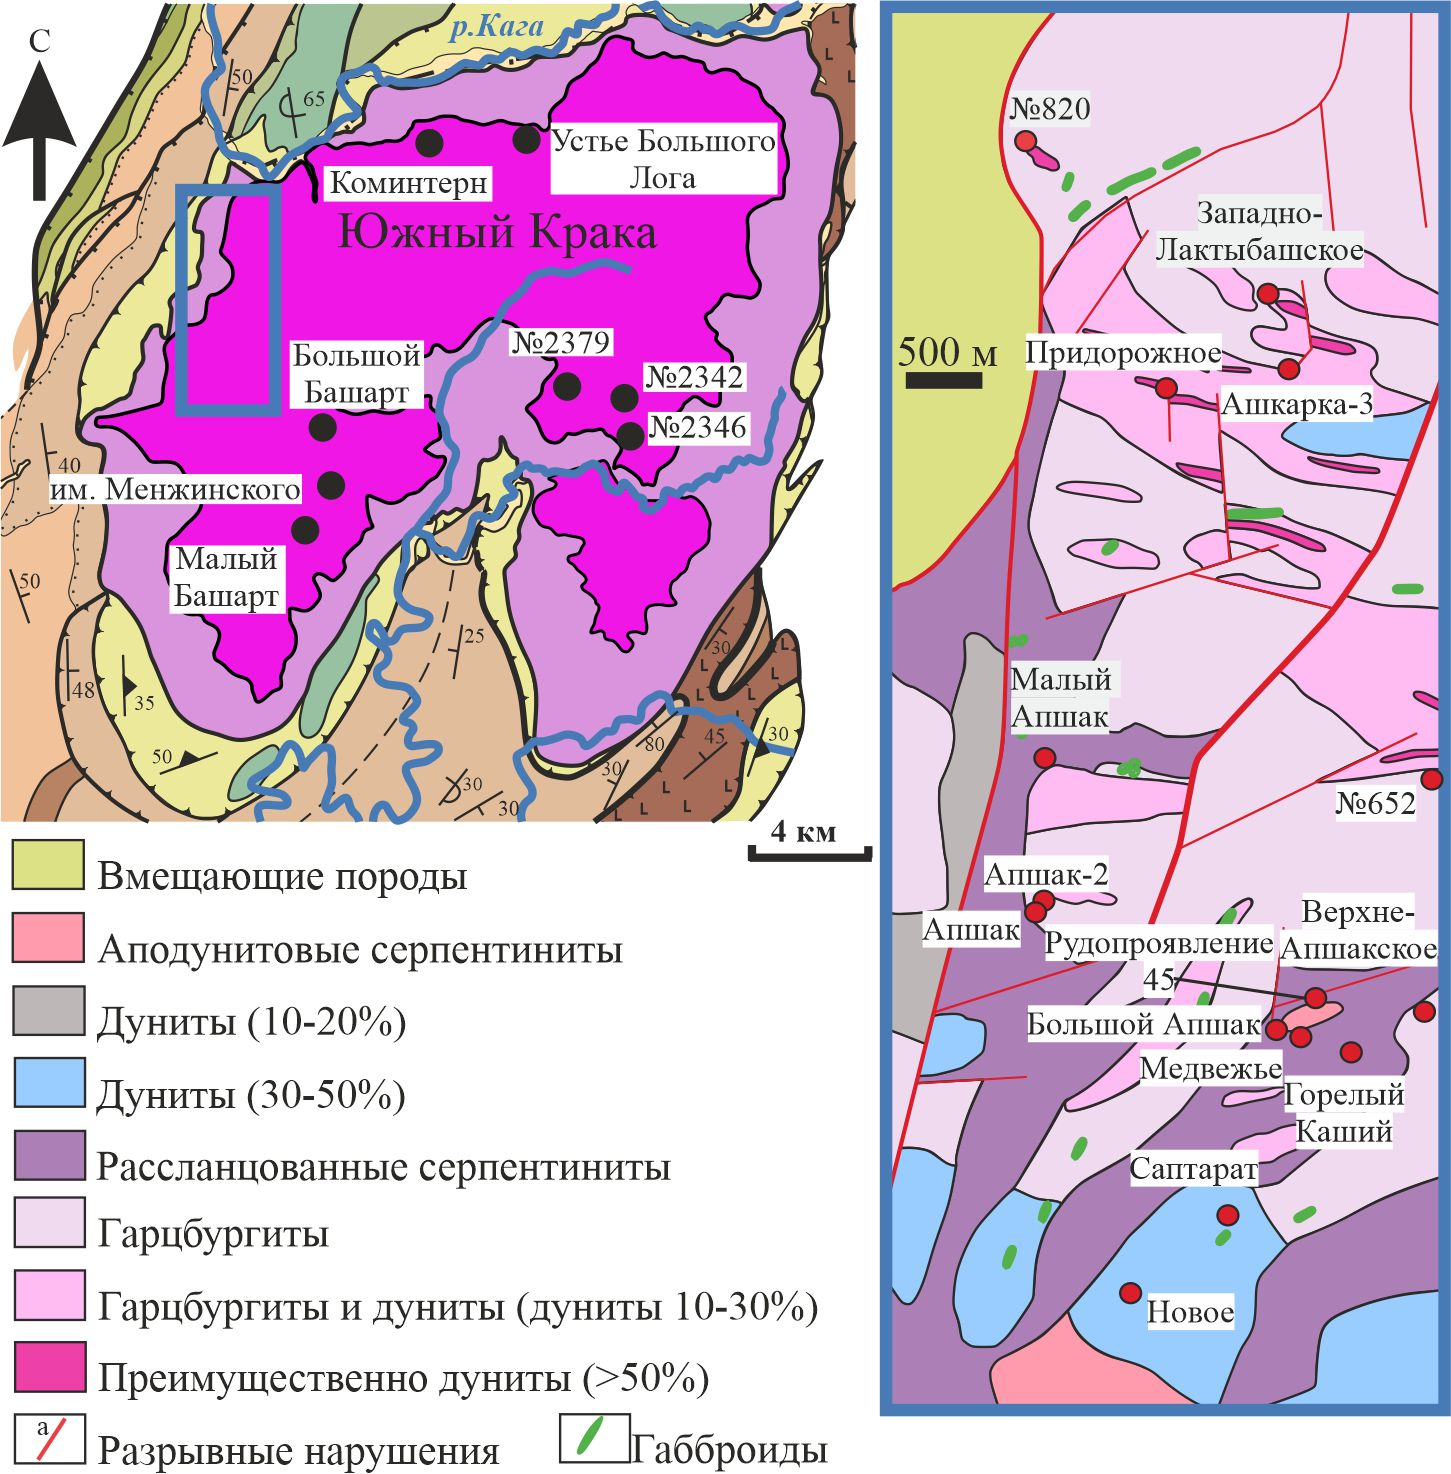 С
р.Кага
50
65
Устье Большого
Лога
Коминтерн
Южный Крака
№2379
Большой
Башарт
№2342
№2346
40
им. Менжинского
Малый
Башарт
50
25
30
48
35
50
30
80
45
30
30
30
4 км
№820
Западно-
Лактыбашское
500 м
Придорожное
Ашкарка-3
Малый
Апшак
№652
Апшак-2
Верхне-
Апшакское
Апшак
Рудопроявление
45
Большой Апшак
Медвежье
Горелый
Каший
Саптарат
Новое
Вмещающие породы
Аподунитовые серпентиниты
Дуниты (10-20%)
Дуниты (30-50%)
Рассланцованные серпентиниты
Гарцбургиты
Гарцбургиты и дуниты (дуниты 10-30%)
Преимущественно дуниты (>50%)
а
Разрывные нарушения
Габброиды